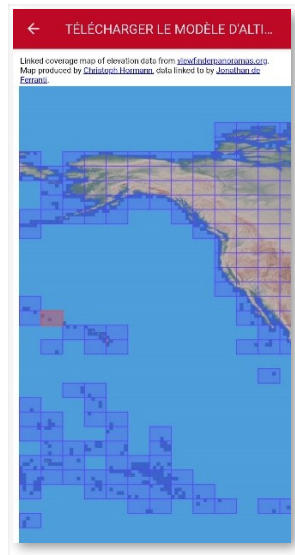 TÉLÉCHARGER LE MODÈLE D'ALTI...
Linked coverage map of elevation data from viewfinderpanoramas.org.
Map produced by Christoph Hormann, data linked to by Jonathan de
Ferranti.